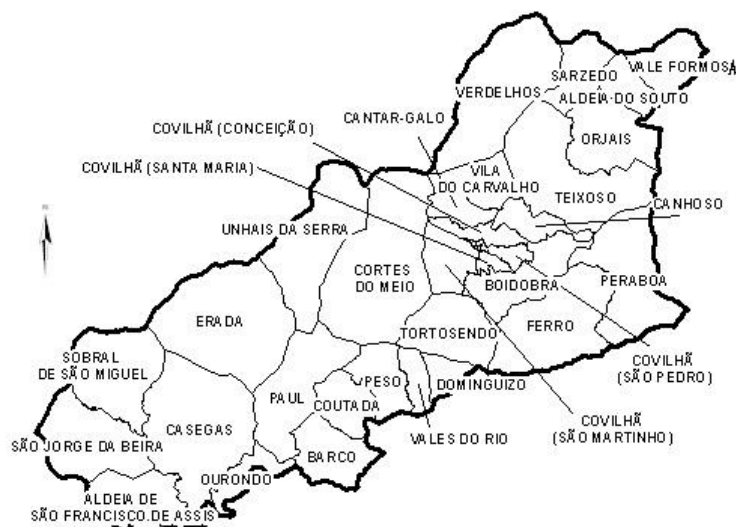 SARZEDO
VALE FORMOSA
VERDELHOS
ALDEIA-DO SOUTO
CANTAR-GALO
COVILHÃ (CONCEIÇÃO)
ORJAIS
COVILHÃ (SANTA MARIA)
VILA
DO CARVALHO
TEIXOSO
CANHOSO
UNHAIS DA SERRA
CORTES
DO MEIO
BOIDOBRA
PERABOA
ERADA
TORTOSENDO
FERRO
SOBRAL
DE SÃO MIGUEL
COVILHÃ
(SÃO PEDRO)
PESO
DOMINGUIZO
PAUL
COUTADA
COVILHÃ
(SÃO MARTINHO)
CASEGAS
VALES DO RIO
SÃO JORGE DA BEIRA
BARCO
OURONDO
ALDEIA DE
SÃO FRANCISCO.DE ASSIS